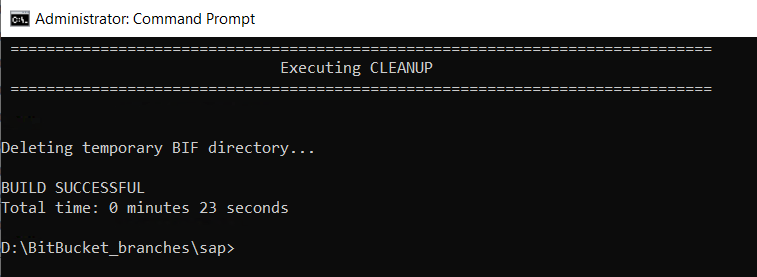 Administrator: Command Prompt
==============================================================================
Executing CLEANUP
==============================================================================
Deleting temporary BIF directory...
BUILD SUCCESSFUL
Total time: 0 minutes 23 seconds
D:\BitBucket_branches\sap>